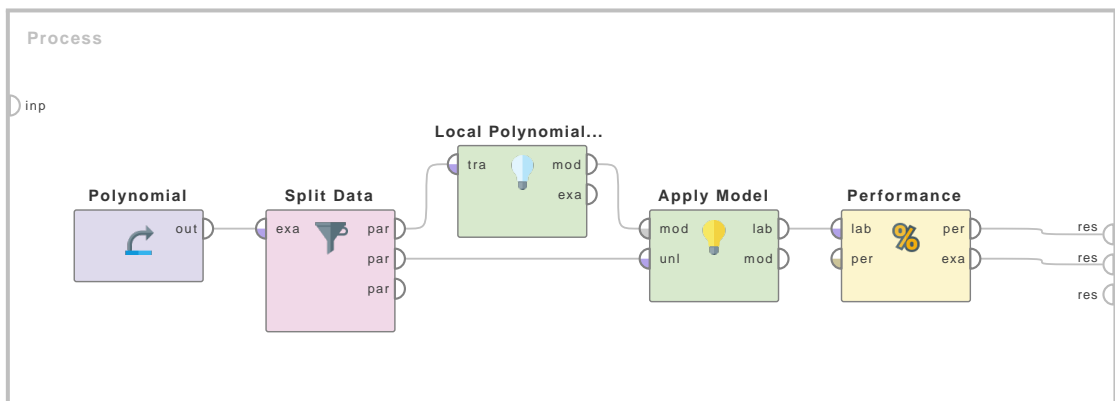 Process
inp
Local Polynomial...
tra mod
exa
Polynomial
out
Split Data
exa par
par
par
Apply Model
mod lab
unl mod
Performance
lab per
per exa
res
res
res